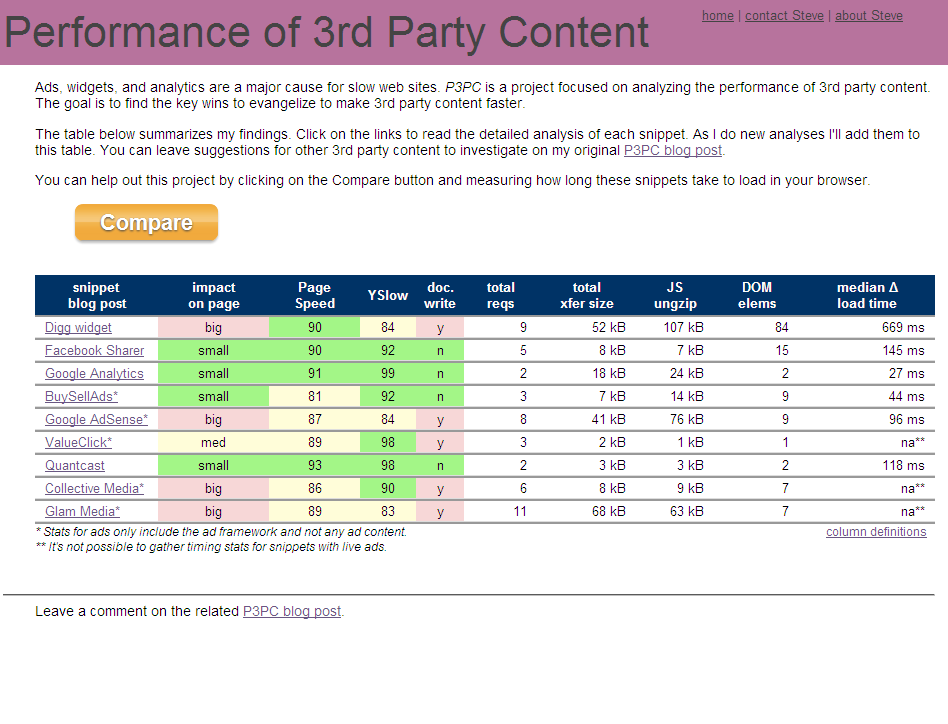 home | contact Steve | about Steve
Performance of 3rd Party Content
Ads, widgets, and analytics are a major cause for slow web sites. P3PC is a project focused on analyzing the performance of 3rd party content.
The goal is to find the key wins to evangelize to make 3rd party content faster.
The table below summarizes my findings. Click on the links to read the detailed analysis of each snippet. As I do new analyses I'll add them to
this table. You can leave suggestions for other 3rd party content to investigate on my original P3PC blog post.
You can help out this project by clicking on the Compare button and measuring how long these snippets take to load in your browser.
Compare
snippet blog post impact on page Page Speed YSlow doc. write total reqs total xfer size JS ungzip DOM elems median Δ load time
Digg widget big 90 84 y 9 52 kB 107 kB 84 669 ms
Facebook Sharer small 90 92 n 5 8 kB 7 kB 15 145 ms
Google Analytics small 91 99 n 2 18 kB 24 kB 2 27 ms
BuySellAds* small 81 92 n 3 7 kB 14 kB 9 44 ms
Google AdSense* big 87 84 y 8 41 kB 76 kB 9 96 ms
ValueClick* med 89 98 y 3 2 kB 1 kB 1 na**
Quantcast small 93 98 n 2 3 kB 3 kB 2 118 ms
Collective Media* big 86 90 y 6 8 kB 9 kB 7 na**
Glam Media* big 89 83 y 11 68 kB 63 kB 7 na**
* Stats for ads only include the ad framework and not any ad content. column definitions
** It's not possible to gather timing stats for snippets with live ads.
Leave a comment on the related P3PC blog post.